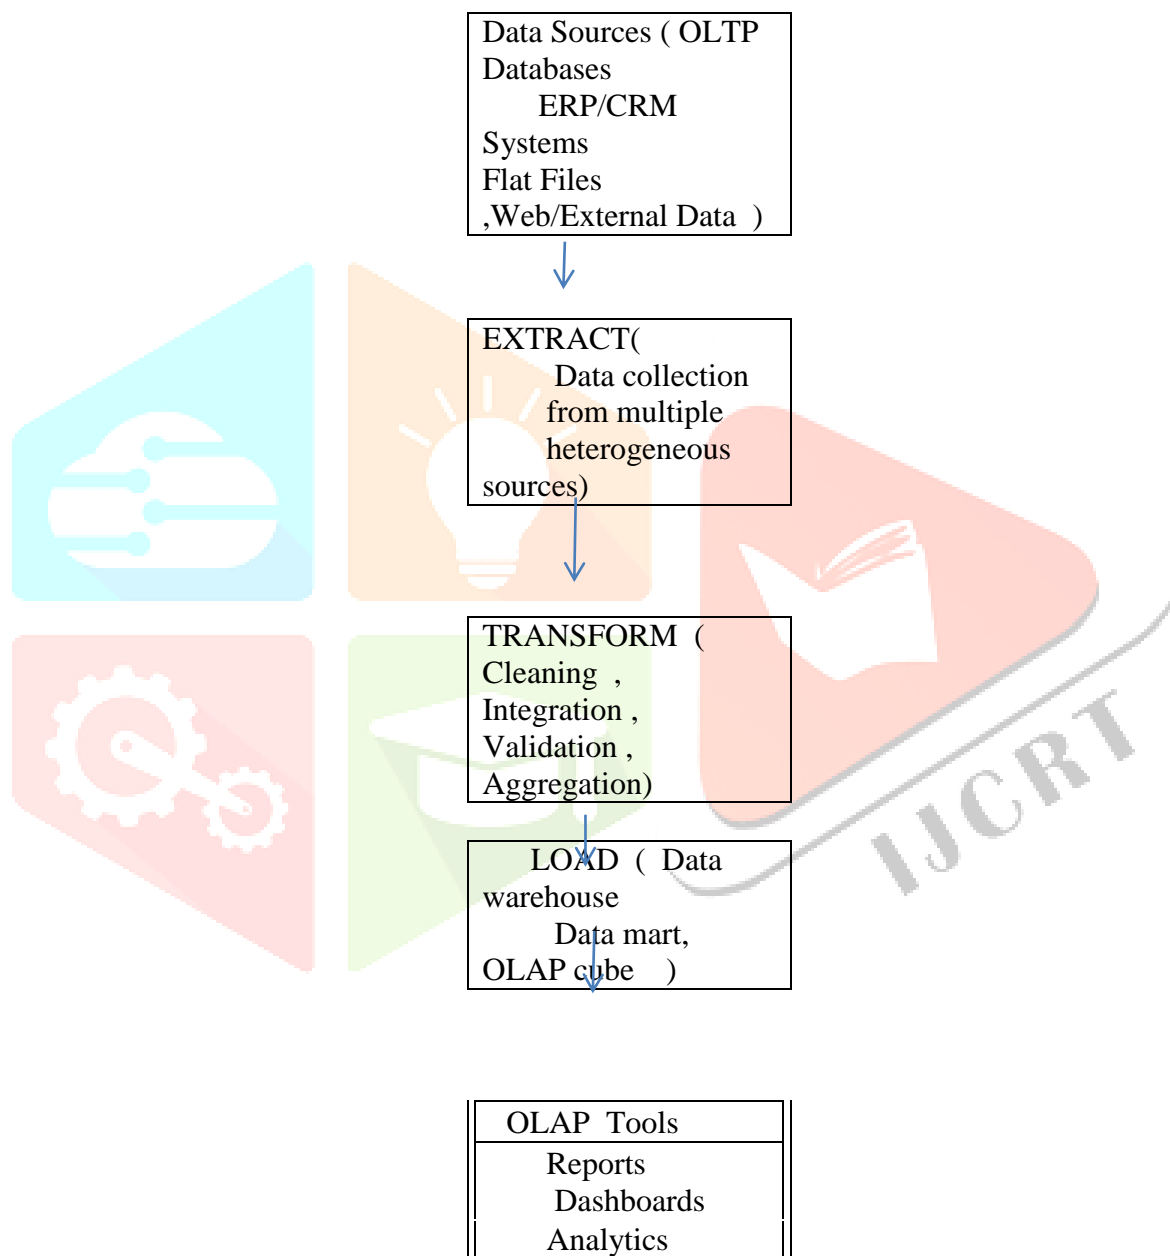 Data Sources ( OLTP
Databases
ERP/CRM
Systems
Flat Files
,Web/External Data )
EXTRACT(
Data collection
from multiple
heterogeneous
sources)
TRANSFORM (
Cleaning ,
Integration ,
Validation ,
Aggregation)
LOAD ( Data
warehouse
Data mart,
OLAP cube )
IJCRT
OLAP Tools
Reports
Dashboards
Analytics